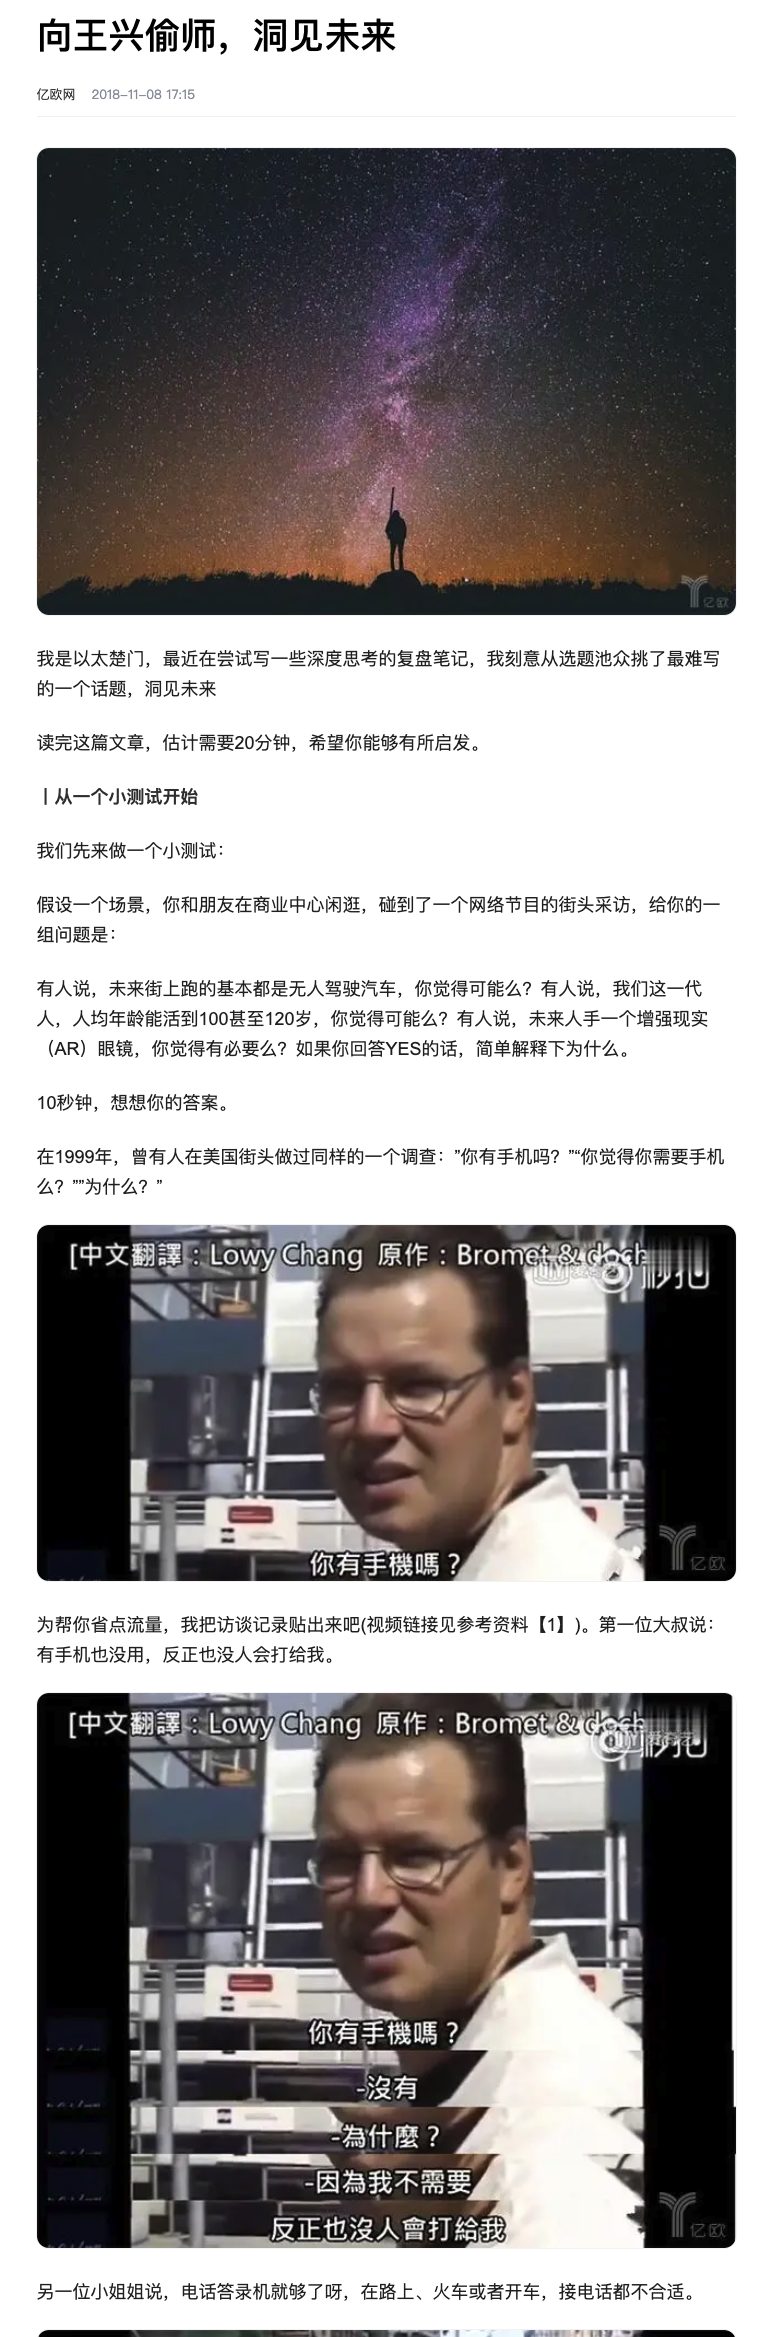 向王兴偷师，洞见未来
亿欧网 2018-11-08 17:15
亿欧
我是以太楚门，最近在尝试写一些深度思考的复盘笔记，我刻意从选题池众挑了最难写
的一个话题，洞见未来
读完这篇文章，估计需要20分钟，希望你能够有所启发。
丨从一个小测试开始
我们先来做一个小测试：
假设一个场景，你和朋友在商业中心闲逛，碰到了一个网络节目的街头采访，给你的一
组问题是：
有人说，未来街上跑的基本都是无人驾驶汽车，你觉得可能么？有人说，我们这一代
人，人均年龄能活到100甚至120岁，你觉得可能么？有人说，未来人手一个增强现实
（AR）眼镜，你觉得有必要么？如果你回答YES的话，简单解释下为什么。
10秒钟，想想你的答案。
在1999年，曾有人在美国街头做过同样的一个调查：”你有手机吗？”“你觉得你需要手机
么？””为什么？”
[中文翻譯：Lowy Chang 原作：Bromet & doch
秒拍
你有手機嗎？
亿欧
为帮你省点流量，我把访谈记录贴出来吧(视频链接见参考资料【1】)。第一位大叔说：
有手机也没用，反正也没人会打给我。
[中文翻譯：Lowy Chang 原作：Bromet & doch
秒拍
你有手機嗎？
-沒有
-為什麼？
-因為我不需要
反正也沒人會打給我
亿欧
另一位小姐姐说，电话答录机就够了呀，在路上、火车或者开车，接电话都不合适。